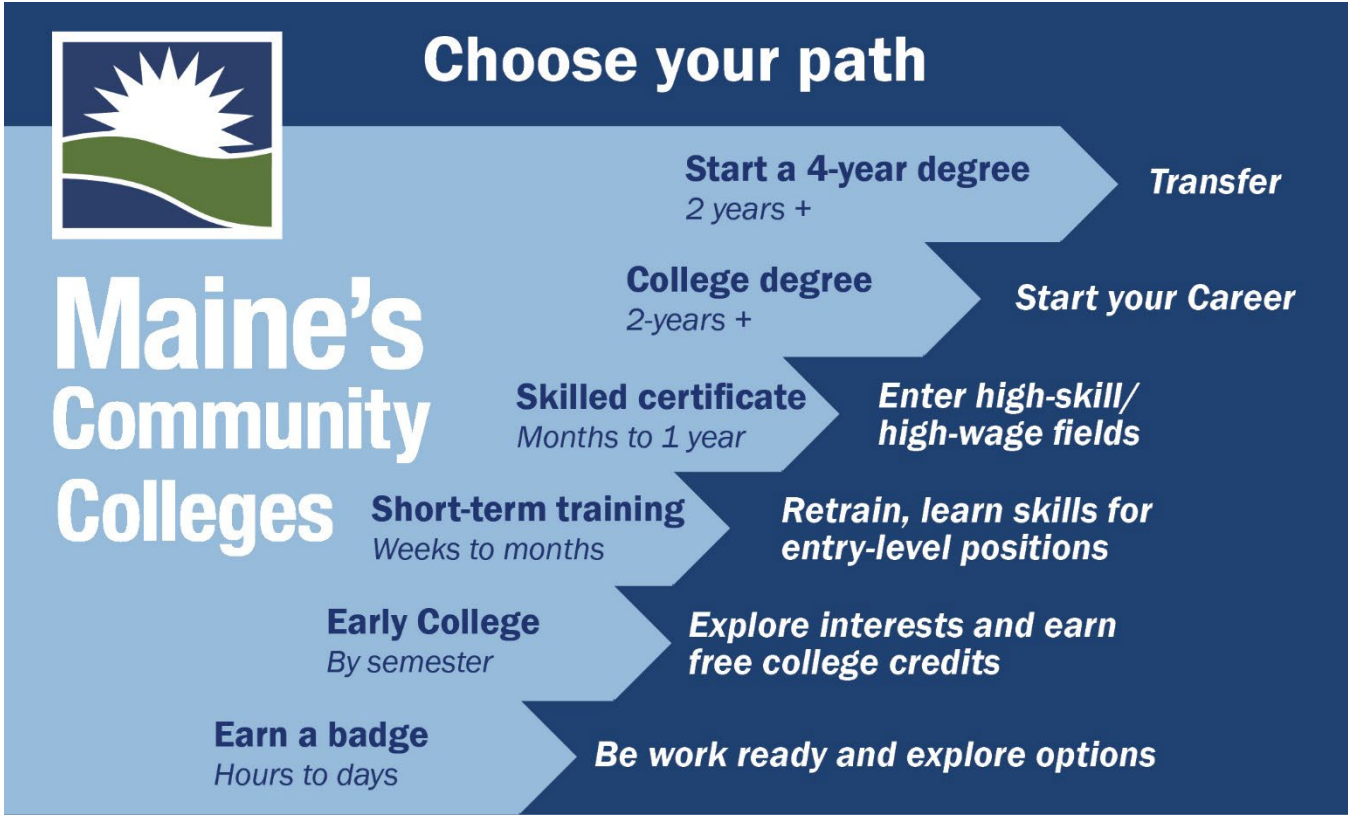 Choose your path
Maine's
Community
Colleges
Start a 4-year degree
2 years +
Transfer
College degree
2-years +
Start your Career
Skilled certificate
Months to 1 year
Enter high-skill/
high-wage fields
Short-term training
Weeks to months
Retrain, learn skills for
entry-level positions
Early College
By semester
Explore interests and earn
free college credits
Earn a badge
Hours to days
Be work ready and explore options